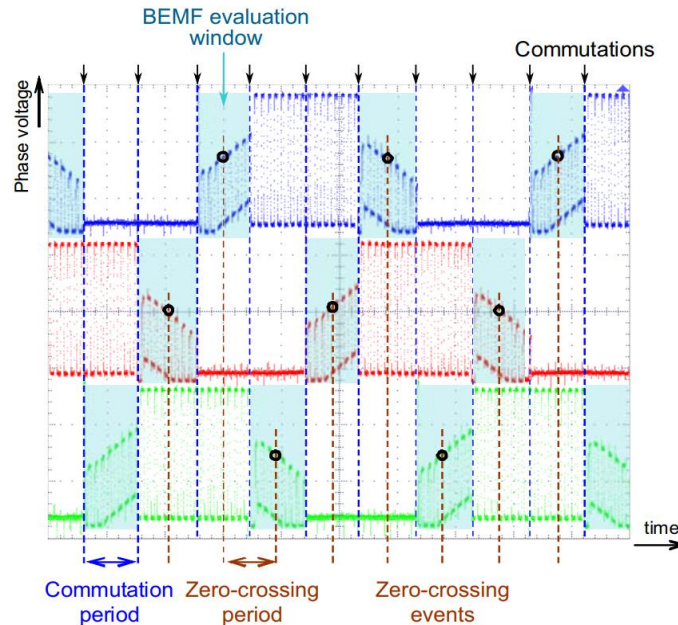 BEMF evaluation
window
Commutations
Phase voltage
time
Commutation
period
Zero-crossing
period
Zero-crossing
events